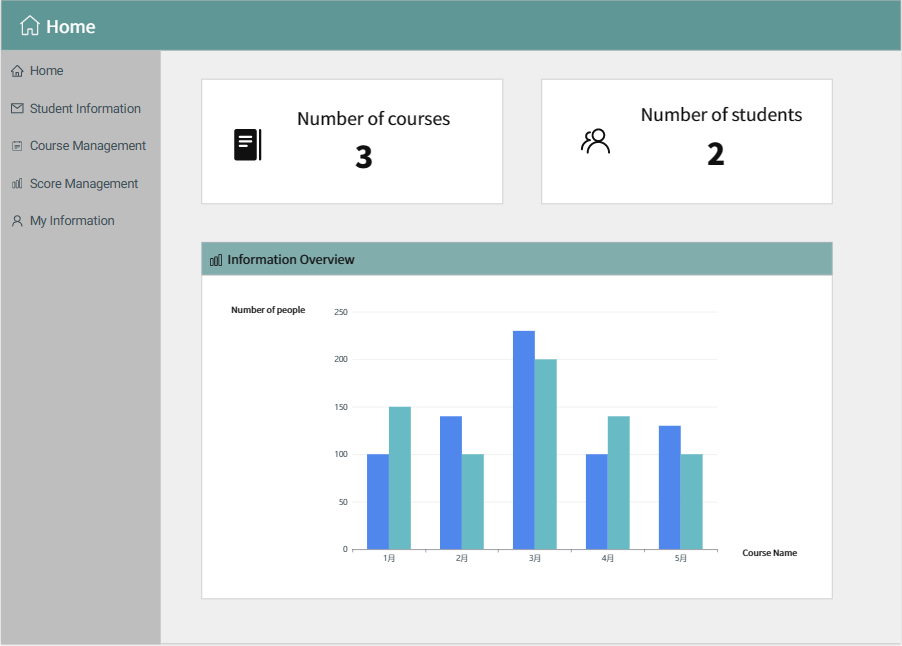 Home
Home
Student Information
Course Management
Score Management
My Information
Number of courses
3
Number of students
2
Information Overview
Number of people
250
200
150
100
50
0
1月
2月
3月
4月
5月
Course Name